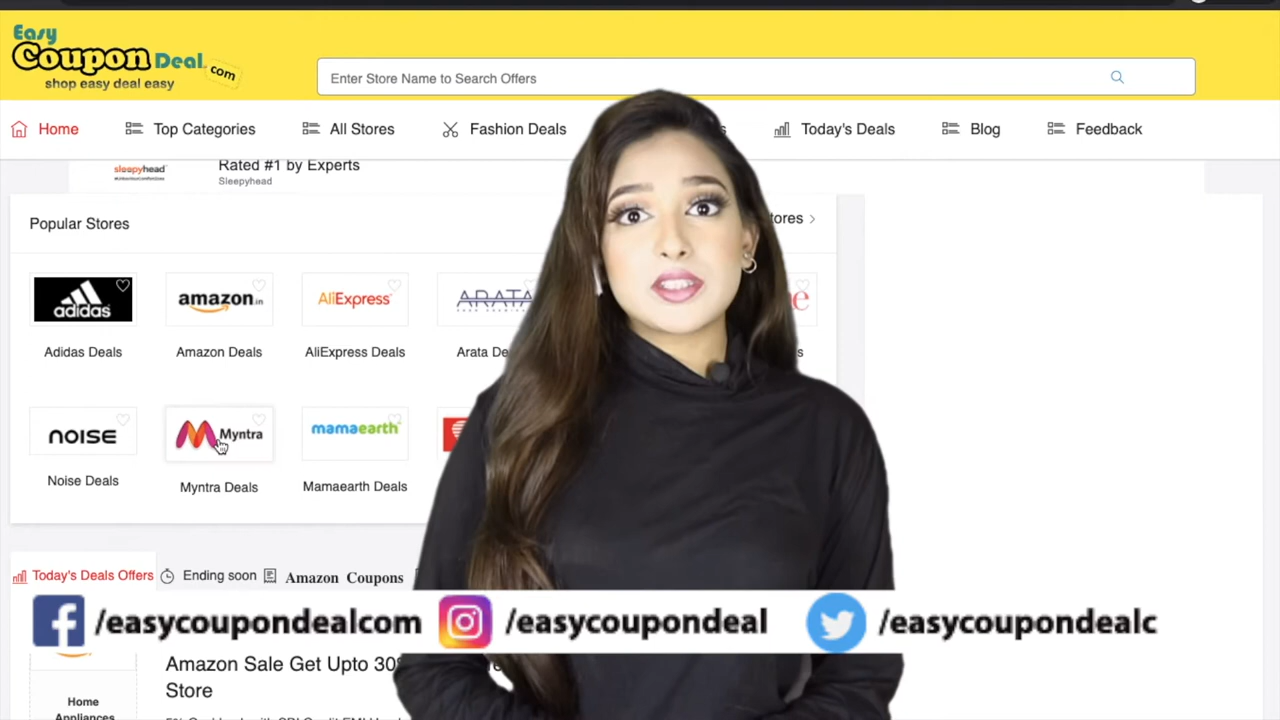 Easy
Coupon Deal.com
shop easy deal easy
Enter Store Name to Search Offers
Home
Top Categories
All Stores
Fashion Deals
Today's Deals
Blog
Feedback
sleepyhead
Rated #1 by Experts
Sleepyhead
Popular Stores
adidas
amazon.in
AliExpress
ARATA
Adidas Deals
Amazon Deals
AliExpress Deals
Arata
NOISE
Myntra
mamaearth
Noise Deals
Myntra Deals
Mamaearth Deals
Today's Deals Offers
Ending soon
Amazon Coupons
/easycoupondealcom
/easycoupondeal
/easycoupondealc
Amazon Sale Get Upto
Store
Home
Appliances